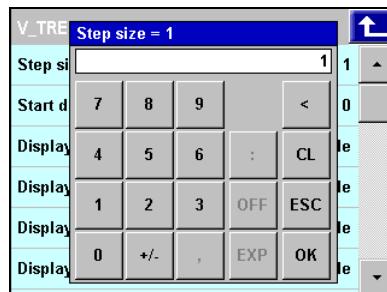 V_TRE
Step size = 1
Step si 1 1
Start d 0
7 8 9 <
Display le
4 5 6 : CL
Display le
1 2 3 OFF ESC
Display le
0 +/- , EXP OK
Display le